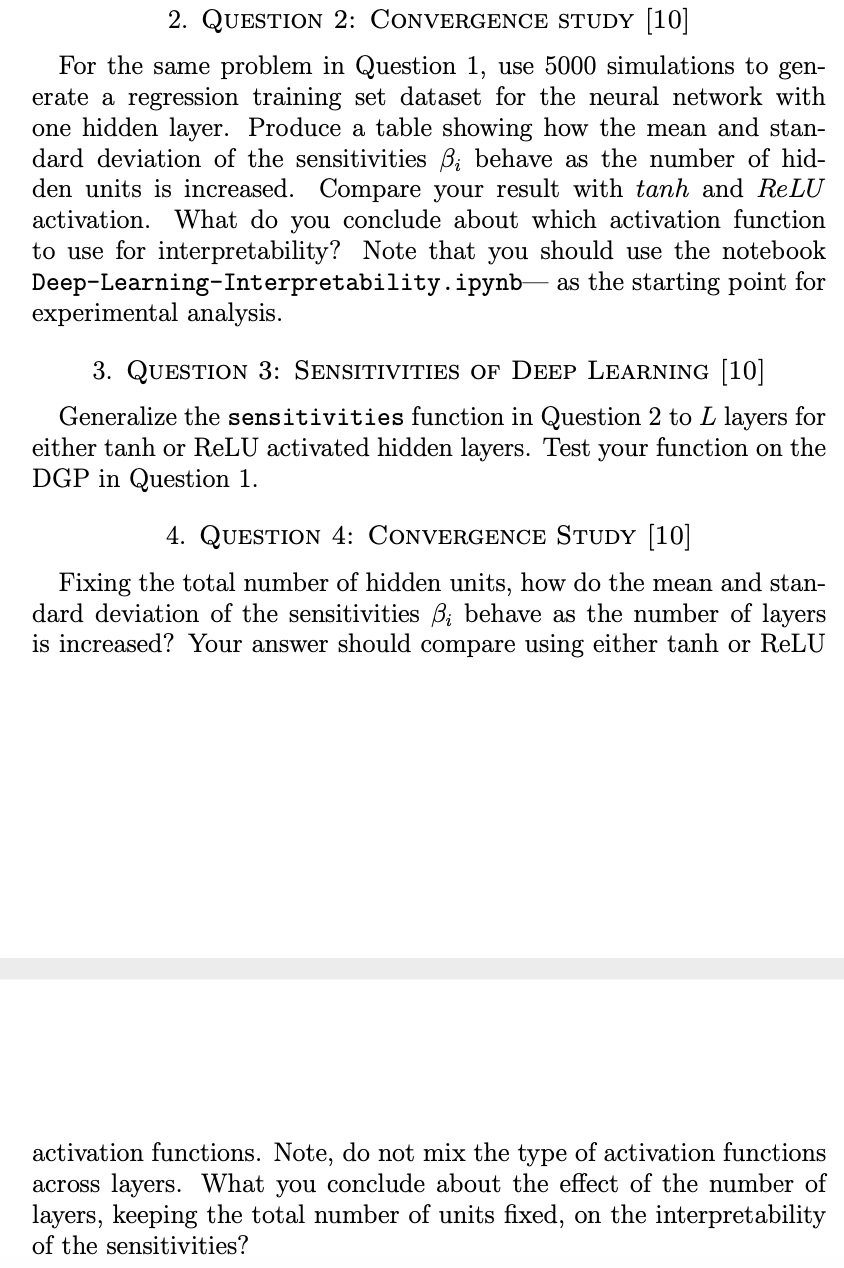 2. Question 2: Convergence study [10]
For the same problem in Question 1, use 5000 simulations to gen-
erate a regression training set dataset for the neural network with
one hidden layer. Produce a table showing how the mean and stan-
dard deviation of the sensitivities βᵢ behave as the number of hid-
den units is increased. Compare your result with tanh and ReLU
activation. What do you conclude about which activation function
to use for interpretability? Note that you should use the notebook
Deep-Learning-Interpretability.ipynb— as the starting point for
experimental analysis.
3. Question 3: Sensitivities of Deep Learning [10]
Generalize the sensitivities function in Question 2 to L layers for
either tanh or ReLU activated hidden layers. Test your function on the
DGP in Question 1.
4. Question 4: Convergence Study [10]
Fixing the total number of hidden units, how do the mean and stan-
dard deviation of the sensitivities βᵢ behave as the number of layers
is increased? Your answer should compare using either tanh or ReLU
activation functions. Note, do not mix the type of activation functions
across layers. What you conclude about the effect of the number of
layers, keeping the total number of units fixed, on the interpretability
of the sensitivities?